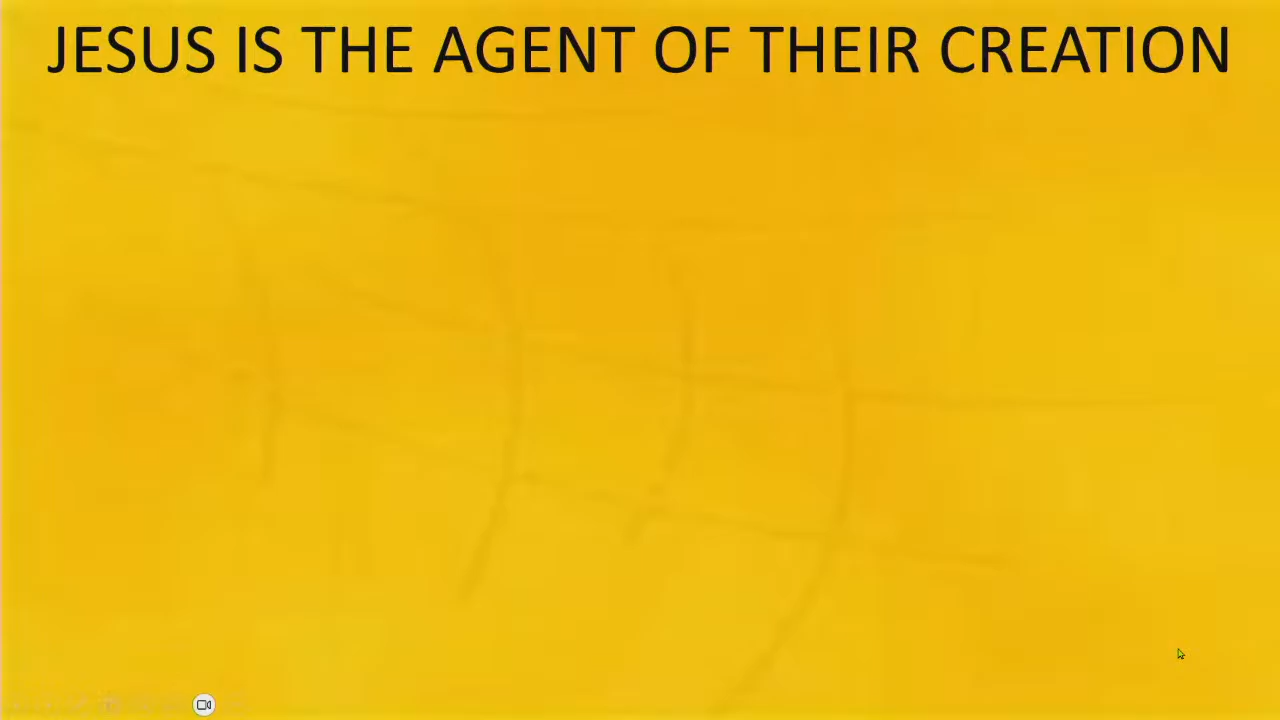 JESUS IS THE AGENT OF THEIR CREATION